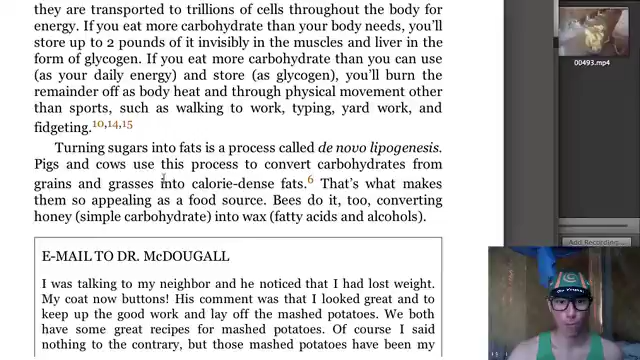 they are transported to trillions of cells throughout the body for
energy. If you eat more carbohydrate than your body needs, you'll
store up to 2 pounds of it invisibly in the muscles and liver in the
form of glycogen. If you eat more carbohydrate than you can use
(as your daily energy) and store (as glycogen), you'll burn the
remainder off as body heat and through physical movement other
than sports, such as walking to work, typing, yard work, and
fidgeting.10,14,15
Turning sugars into fats is a process called de novo lipogenesis.
Pigs and cows use this process to convert carbohydrates from
grains and grasses into calorie-dense fats.6 That's what makes
them so appealing as a food source. Bees do it, too, converting
honey (simple carbohydrate) into wax (fatty acids and alcohols).
E-MAIL TO DR. McDOUGALL
I was talking to my neighbor and he noticed that I had lost weight.
My coat now buttons! His comment was that I looked great and to
keep up the good work and lay off the mashed potatoes. We both
have some great recipes for mashed potatoes. Of course I said
nothing to the contrary, but those mashed potatoes have been my
00493.mp4
Add Recording...